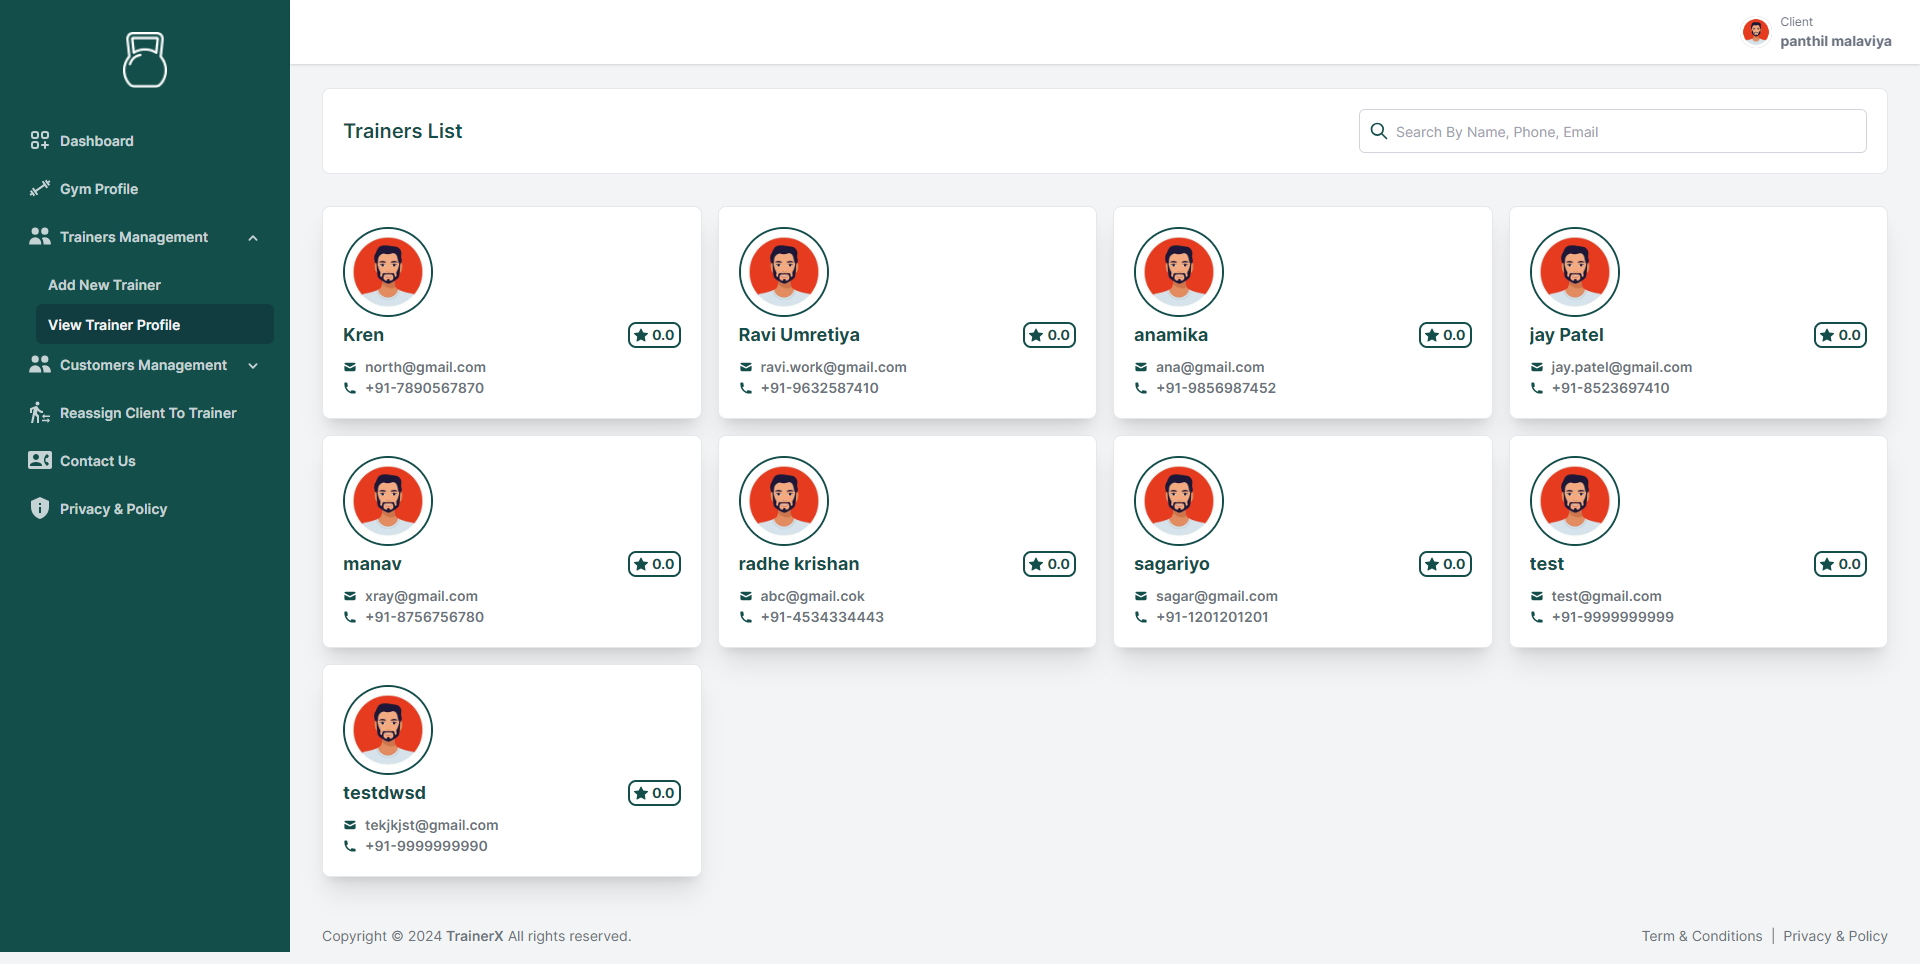 Client
panthil malaviya
Dashboard
Gym Profile
Trainers Management
Add New Trainer
View Trainer Profile
Customers Management
Reassign Client To Trainer
Contact Us
Privacy & Policy
Trainers List
Search By Name, Phone, Email
Kren
0.0
north@gmail.com
+91-7890567870
Ravi Umretiya
0.0
ravi.work@gmail.com
+91-9632587410
anamika
0.0
ana@gmail.com
+91-9856987452
jay Patel
0.0
jay.patel@gmail.com
+91-8523697410
manav
0.0
xray@gmail.com
+91-8756756780
radhe krishan
0.0
abc@gmail.cok
+91-4534334443
sagariyo
0.0
sagar@gmail.com
+91-1201201201
test
0.0
test@gmail.com
+91-9999999999
testdwsd
0.0
tekjkjst@gmail.com
+91-9999999990
Copyright © 2024 TrainerX All rights reserved.
Term & Conditions | Privacy & Policy